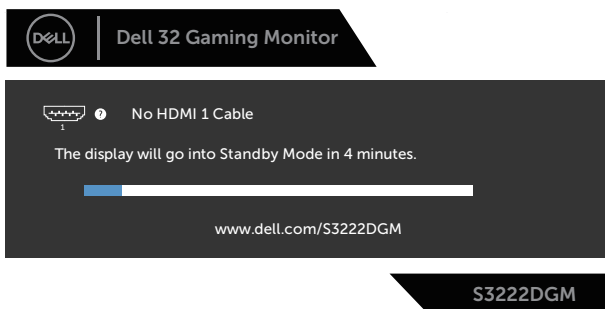 DELL
Dell 32 Gaming Monitor
? No HDMI 1 Cable
1
The display will go into Standby Mode in 4 minutes.
www.dell.com/S3222DGM
S3222DGM